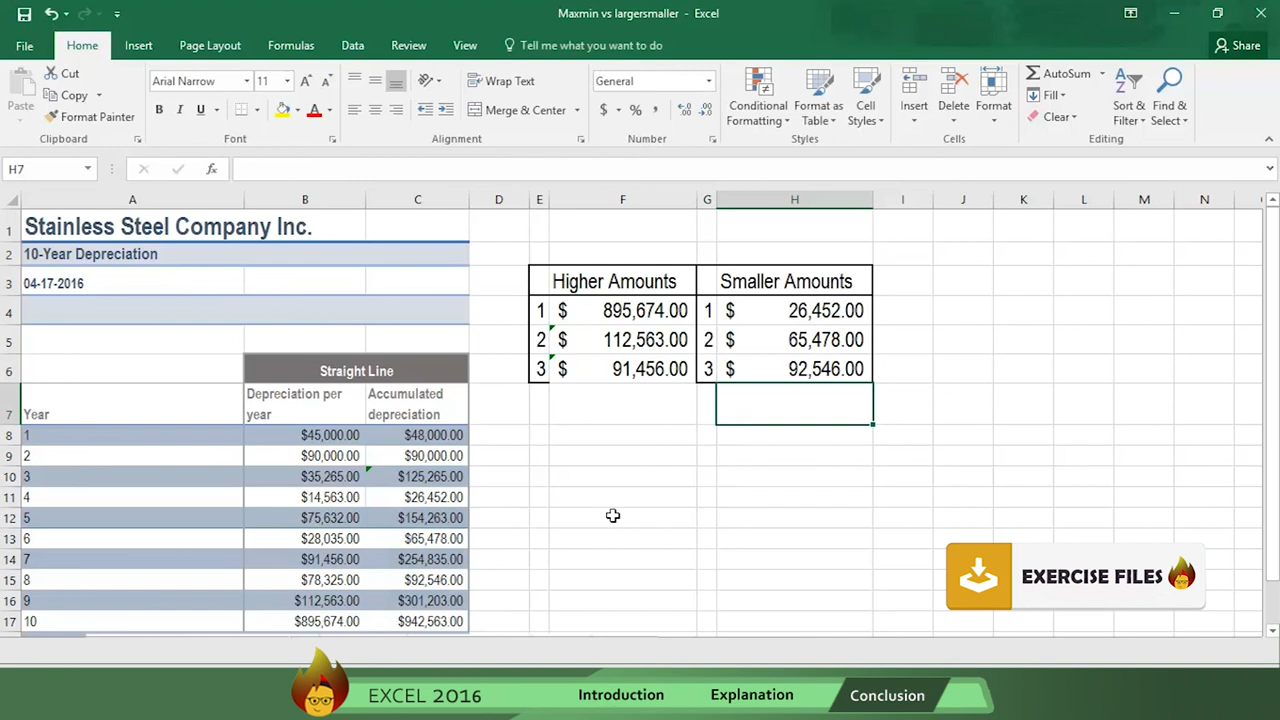 Maxmin vs largersmaller - Excel
File Home Insert Page Layout Formulas Data Review View Tell me what you want to do Share
Cut
Copy
Format Painter
Paste
Clipboard
Arial Narrow 11 A A
B I U A
Font
Wrap Text
Merge & Center
Alignment
General
$ % ,
Number
Conditional Formatting
Format as Table
Cell Styles
Styles
Insert Delete Format
Cells
AutoSum
Fill
Clear
Sort & Filter
Find & Select
Editing
H7 fx
A B C D E F G H I J K L M N
1 Stainless Steel Company Inc.
2 10-Year Depreciation
3 04-17-2016 Higher Amounts Smaller Amounts
4 1 $ 895,674.00 1 $ 26,452.00
5 2 $ 112,563.00 2 $ 65,478.00
6 Straight Line 3 $ 91,456.00 3 $ 92,546.00
7 Year Depreciation per year Accumulated depreciation
8 1 $45,000.00 $48,000.00
9 2 $90,000.00 $90,000.00
10 3 $35,265.00 $125,265.00
11 4 $14,563.00 $26,452.00
12 5 $75,632.00 $154,263.00
13 6 $28,035.00 $65,478.00
14 7 $91,456.00 $254,835.00
15 8 $78,325.00 $92,546.00
16 9 $112,563.00 $301,203.00
17 10 $895,674.00 $942,563.00
EXERCISE FILES
EXCEL 2016 Introduction Explanation Conclusion